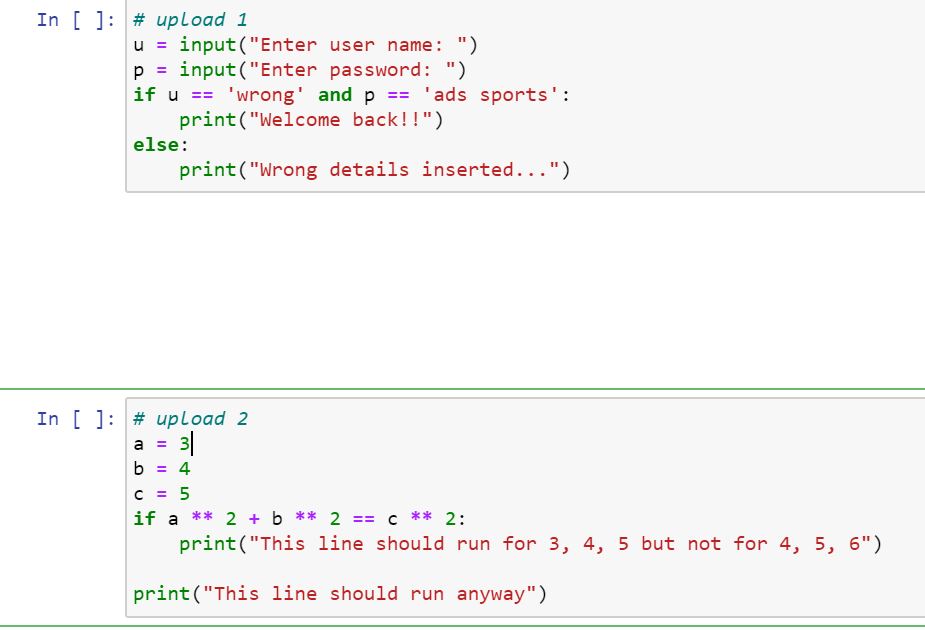 In [ ]: # upload 1
u = input("Enter user name: ")
p = input("Enter password: ")
if u == 'wrong' and p == 'ads sports':
    print("Welcome back!!")
else:
    print("Wrong details inserted...")
In [ ]: # upload 2
a = 3
b = 4
c = 5
if a ** 2 + b ** 2 == c ** 2:
    print("This line should run for 3, 4, 5 but not for 4, 5, 6")
print("This line should run anyway")